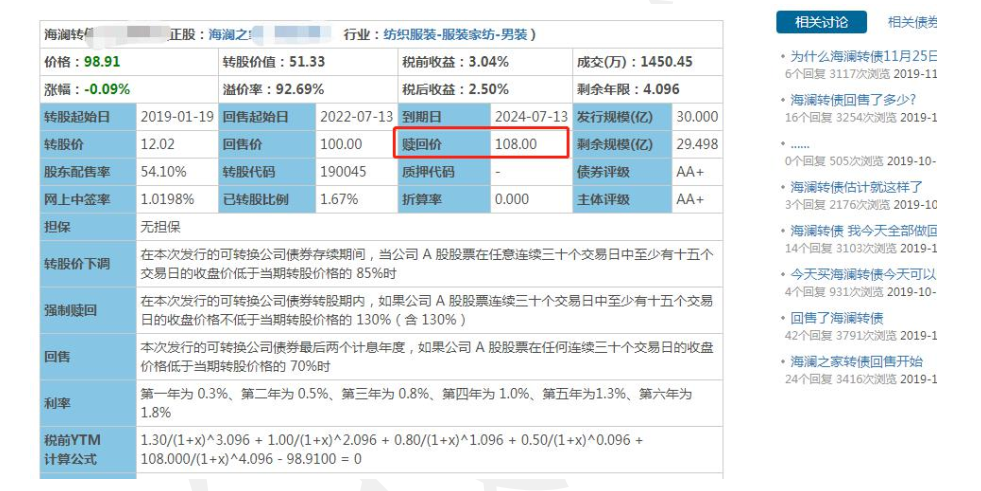 海澜转债 正股：海澜之 行业：纺织服装-服装家纺-男装）
价格：98.91 转股价值：51.33 税前收益：3.04% 成交(万)：1450.45
涨幅：-0.09% 溢价率：92.69% 税后收益：2.50% 剩余年限：4.096
转股起始日 2019-01-19 回售起始日 2022-07-13 到期日 2024-07-13 发行规模(亿) 30.000
转股价 12.02 回售价 100.00 赎回价 108.00 剩余规模(亿) 29.498
股东配售率 54.10% 转股代码 190045 质押代码 - 债券评级 AA+
网上中签率 1.0198% 已转股比例 1.67% 折算率 0.000 主体评级 AA+
担保 无担保
转股价下调 在本次发行的可转换公司债券存续期间，当公司 A 股股票在任意连续三十个交易日中至少有十五个
交易日的收盘价低于当期转股价格的 85%时
强制赎回 在本次发行的可转换公司债券转股期内，如果公司 A 股股票连续三十个交易日中至少有十五个交易
日的收盘价格不低于当期转股价格的 130%（含 130%）
回售 本次发行的可转换公司债券最后两个计息年度，如果公司 A 股股票在任何连续三十个交易日的收盘
价格低于当期转股价格的 70%时
利率 第一年为 0.3%、第二年为 0.5%、第三年为 0.8%、第四年为 1.0%、第五年为1.3%、第六年为
1.8%
税前YTM
计算公式 1.30/(1+x)^3.096 + 1.00/(1+x)^2.096 + 0.80/(1+x)^1.096 + 0.50/(1+x)^0.096 +
108.000/(1+x)^4.096 - 98.9100 = 0
相关讨论 相关债券
为什么海澜转债11月25日
6个回复 3117次浏览 2019-11
海澜转债回售了多少?
16个回复 3254次浏览 2019-1
......
0个回复 505次浏览 2019-10-
海澜转债估计就这样了
3个回复 2176次浏览 2019-10
海澜转债 我今天全部做回
14个回复 3103次浏览 2019-1
今天买海澜转债今天可以
4个回复 931次浏览 2019-10-
回售了海澜转债
42个回复 3791次浏览 2019-1
海澜之家转债回售开始
24个回复 3416次浏览 2019-1